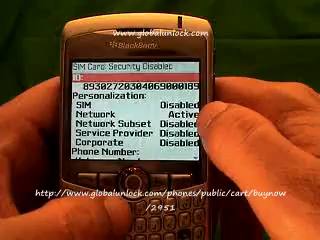 www.globalunlock.com
BlackBerry
SIM Card: Security Disabled
ID:
89302720304069000189
Personalization:
SIM Disabled
Network Active
Network Subset Disabled
Service Provider Disabled
Corporate Disabled
Phone Number:
http://www.globalunlock.com/phones/public/cart/buynow
/2951